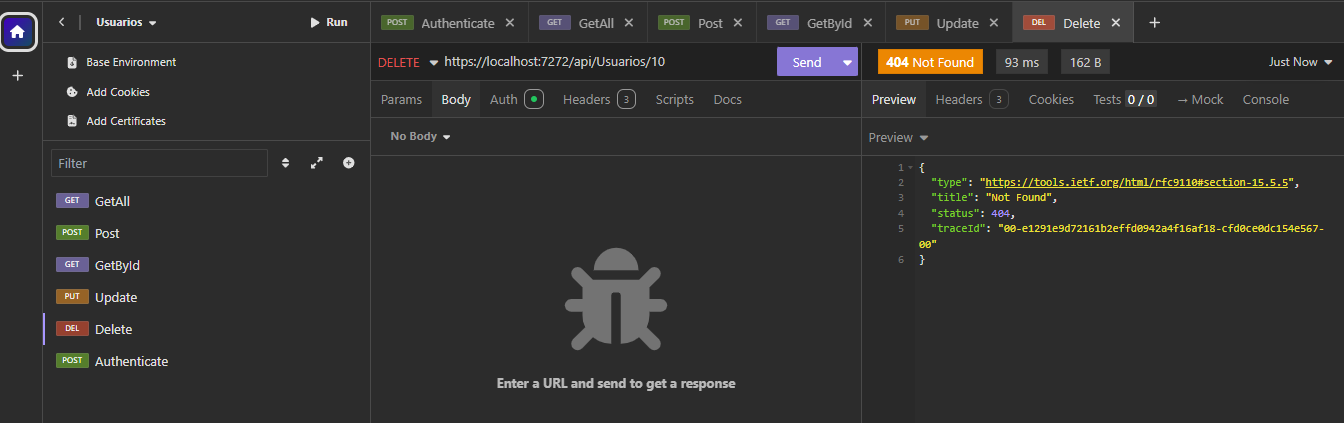 Usuarios
Run
Base Environment
Add Cookies
Add Certificates
Filter
GET GetAll
POST Post
GET GetById
PUT Update
DEL Delete
POST Authenticate
POST Authenticate
GET GetAll
POST Post
GET GetById
PUT Update
DEL Delete
DELETE https://localhost:7272/api/Usuarios/10 Send
Params Body Auth Headers 3 Scripts Docs
No Body
Enter a URL and send to get a response
404 Not Found 93 ms 162 B Just Now
Preview Headers 3 Cookies Tests 0 / 0 → Mock Console
Preview
1 {
2 "type": "https://tools.ietf.org/html/rfc9110#section-15.5.5",
3 "title": "Not Found",
4 "status": 404,
5 "traceId": "00-e1291e9d72161b2effd0942a4f16af18-cfd0ce0dc154e567-
00"
6 }